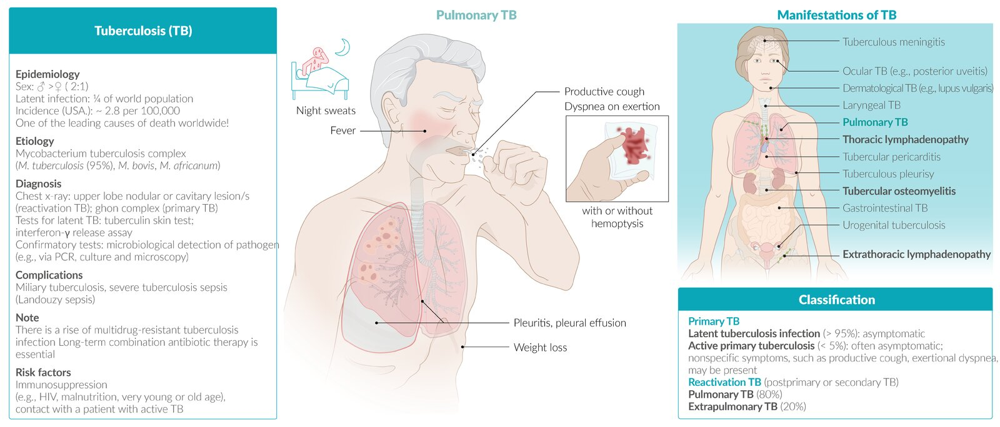 Tuberculosis (TB)
Epidemiology
Sex: ♂ >♀ ( 2:1)
Latent infection: ¼ of world population
Incidence (USA.): ~ 2.8 per 100,000
One of the leading causes of death worldwide!
Etiology
Mycobacterium tuberculosis complex
(M. tuberculosis (95%), M. bovis, M. africanum)
Diagnosis
Chest x-ray: upper lobe nodular or cavitary lesion/s
(reactivation TB); ghon complex (primary TB)
Tests for latent TB: tuberculin skin test;
interferon-γ release assay
Confirmatory tests: microbiological detection of pathogen
(e.g., via PCR, culture and microscopy)
Complications
Miliary tuberculosis, severe tuberculosis sepsis
(Landouzy sepsis)
Note
There is a rise of multidrug-resistant tuberculosis
infection Long-term combination antibiotic therapy is
essential
Risk factors
Immunosuppression
(e.g., HIV, malnutrition, very young or old age),
contact with a patient with active TB
Pulmonary TB
Night sweats
Fever
Productive cough
Dyspnea on exertion
with or without
hemoptysis
Pleuritis, pleural effusion
Weight loss
Manifestations of TB
Tuberculous meningitis
Ocular TB (e.g., posterior uveitis)
Dermatological TB (e.g., lupus vulgaris)
Laryngeal TB
Pulmonary TB
Thoracic lymphadenopathy
Tubercular pericarditis
Tuberculous pleurisy
Tubercular osteomyelitis
Gastrointestinal TB
Urogenital tuberculosis
Extrathoracic lymphadenopathy
Classification
Primary TB
Latent tuberculosis infection (> 95%): asymptomatic
Active primary tuberculosis (< 5%): often asymptomatic;
nonspecific symptoms, such as productive cough, exertional dyspnea,
may be present
Reactivation TB (postprimary or secondary TB)
Pulmonary TB (80%)
Extrapulmonary TB (20%)